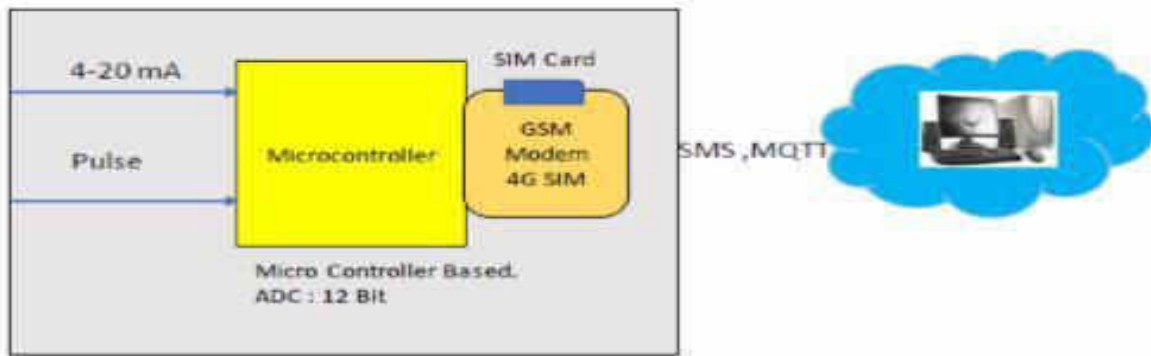 4-20 mA
Pulse
Microcontroller
SIM Card
GSM
Modem
4G SIM
Micro Controller Based.
ADC : 12 Bit
SMS ,MQTT